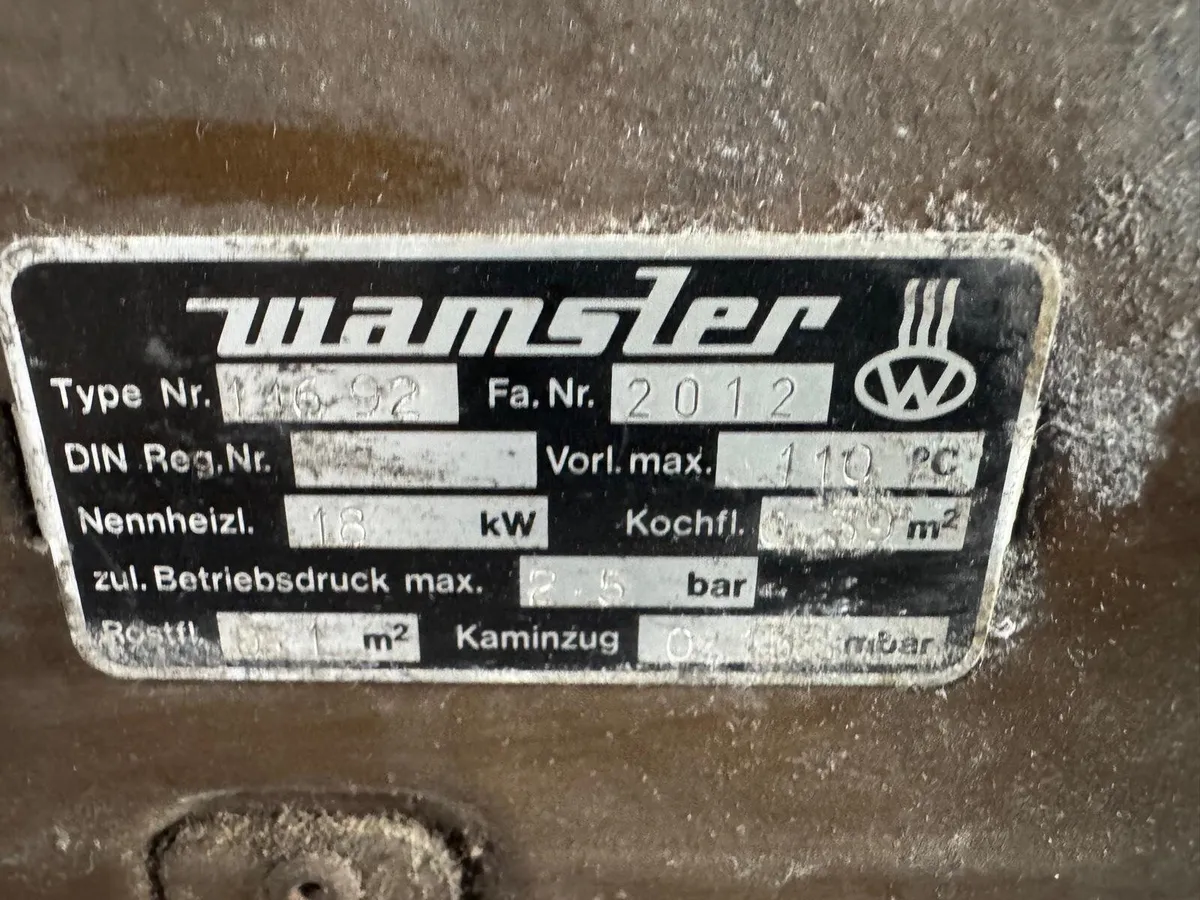 wamsler
W
Type Nr. 146 92 Fa. Nr. 2012
DIN Reg. Nr. Vorl. max. 110 °C
Nennheizl. 18 kW Kochfl. m²
zul. Betriebsdruck max. 2.5 bar
Rostfl. m² Kaminzug mbar